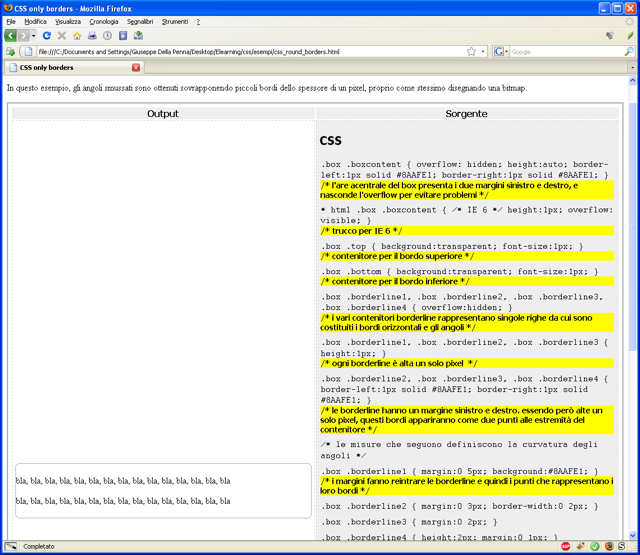 CSS only borders - Mozilla Firefox
File Modifica Visualizza Cronologia Segnalibri Strumenti ?
file:///C:/Documents and Settings/Giuseppe Della Penna/Desktop/Elearning/css/esempi/css_round_borders.html
Google
CSS only borders
In questo esempio, gli angoli smussati sono ottenuti sovrapponendo piccoli bordi dello spessore di un pixel, proprio come stessimo disegnando una bitmap.
Output
Sorgente
CSS
.box .boxcontent { overflow: hidden; height:auto; border-
left:1px solid #8AAFE1; border-right:1px solid #8AAFE1; }
/* l'are acentrale del box presenta i due margini sinistro e destro, e
nasconde l'overflow per evitare problemi */
* html .box .boxcontent { /* IE 6 */ height:1px; overflow:
visible; }
/* trucco per IE 6 */
.box .top { background:transparent; font-size:1px; }
/* contenitore per il bordo superiore */
.box .bottom { background:transparent; font-size:1px; }
/* contenitore per il bordo inferiore */
.box .borderline1, .box .borderline2, .box .borderline3,
.box .borderline4 { overflow:hidden; }
/* i vari contenitori borderline rappresentano singole righe da cui sono
costituiti i bordi orizzontali e gli angoli */
.box .borderline1, .box .borderline2, .box .borderline3 {
height:1px; }
/* ogni borderline è alta un solo pixel */
.box .borderline2, .box .borderline3, .box .borderline4 {
border-left:1px solid #8AAFE1; border-right:1px solid
#8AAFE1; }
/* le borderline hanno un margine sinistro e destro. essendo però alte un
solo pixel, questi bordi appariranno come due punti alle estremità del
contenitore */
/* le misure che seguono definiscono la curvatura degli
angoli */
.box .borderline1 { margin:0 5px; background:#8AAFE1; }
/* i margini fanno reintrare le borderline e quindi i punti che rappresentano i
loro bordi */
.box .borderline2 { margin:0 3px; border-width:0 2px; }
.box .borderline3 { margin:0 2px; }
.box .borderline4 { height:2px; margin:0 1px; }
bla, bla, bla, bla, bla, bla, bla, bla, bla, bla, bla, bla, bla, bla, bla
bla, bla, bla, bla, bla, bla, bla, bla, bla, bla, bla, bla, bla, bla, bla
Completato